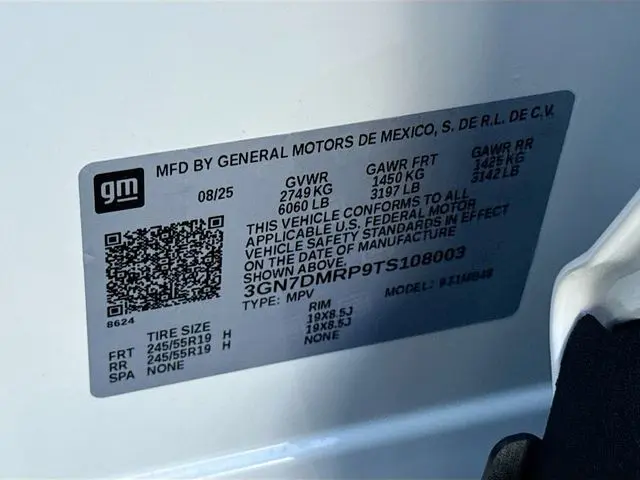 MFD BY GENERAL MOTORS DE MEXICO, S. DE R.L. DE C.V.
gm
08/25
GVWR GAWR FRT GAWR RR
2749 KG 1450 KG 1425 KG
6060 LB 3197 LB 3142 LB
THIS VEHICLE CONFORMS TO ALL
APPLICABLE U.S. FEDERAL MOTOR
VEHICLE SAFETY STANDARDS IN EFFECT
ON THE DATE OF MANUFACTURE
SHOWN ABOVE.
3GN7DMRP9TS108003
TYPE: MPV MODEL:
8624
TIRE SIZE RIM
FRT 245/55R19 H 19X8.5J
RR 245/55R19 H 19X8.5J
SPA NONE NONE